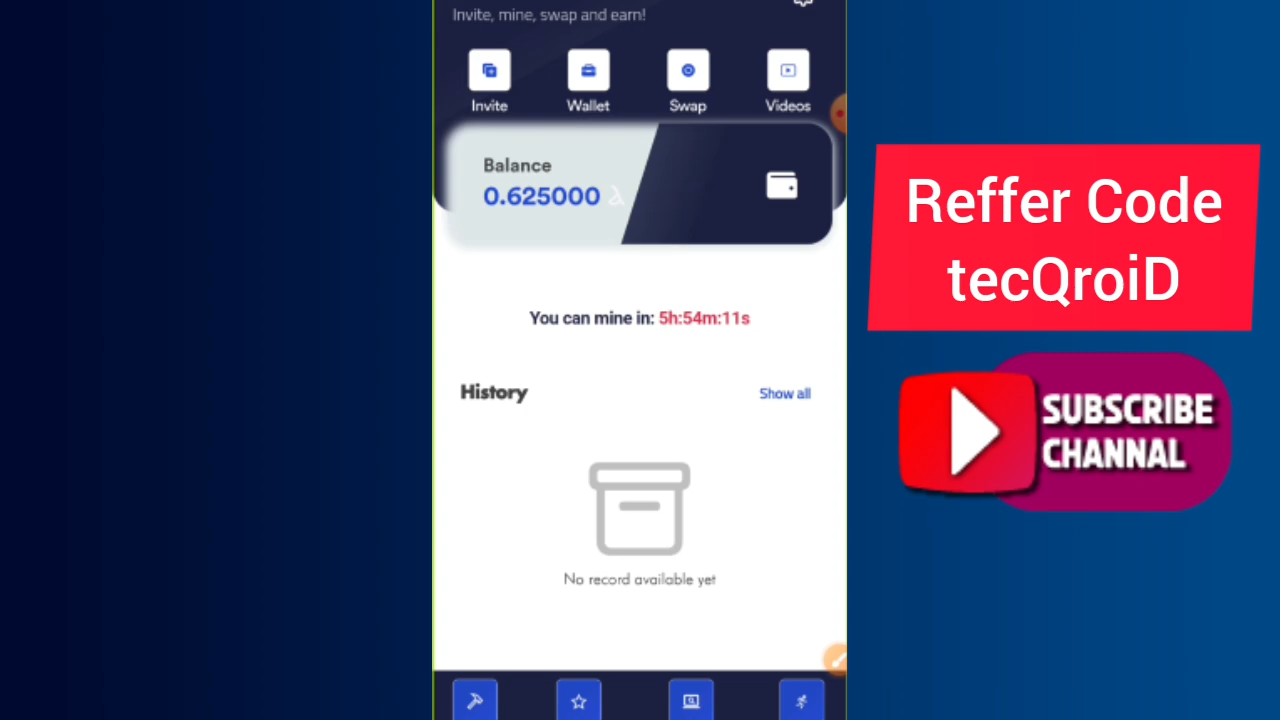 Invite, mine, swap and earn!
Invite
Wallet
Swap
Videos
Balance
0.625000 λ
You can mine in: 5h:54m:11s
History
Show all
No record available yet
Reffer Code
tecQroiD
SUBSCRIBE
CHANNAL